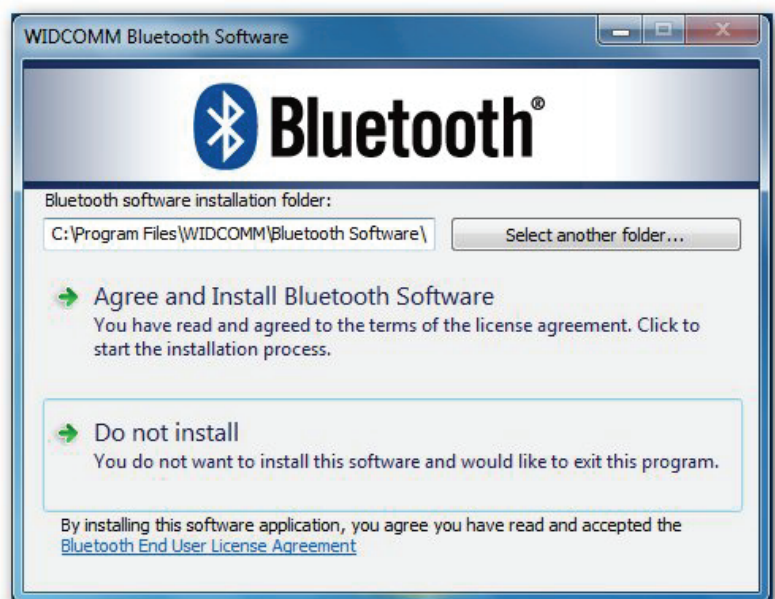 WIDCOMM Bluetooth Software
Bluetooth®
Bluetooth software installation folder:
C:\Program Files\WIDCOMM\Bluetooth Software\
Select another folder...
Agree and Install Bluetooth Software
You have read and agreed to the terms of the license agreement. Click to
start the installation process.
Do not install
You do not want to install this software and would like to exit this program.
By installing this software application, you agree you have read and accepted the
Bluetooth End User License Agreement